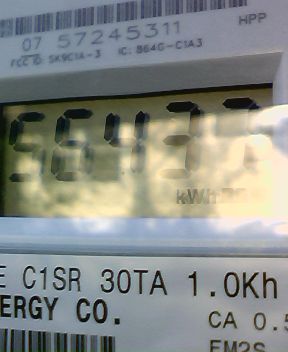 HPP
07 57245311
FCC ID: SK9C1A-3 IC: 864G-C1A3
5643
kWh
E C1SR 30TA 1.0Kh
ERGY CO.
CA 0.5
FM2S